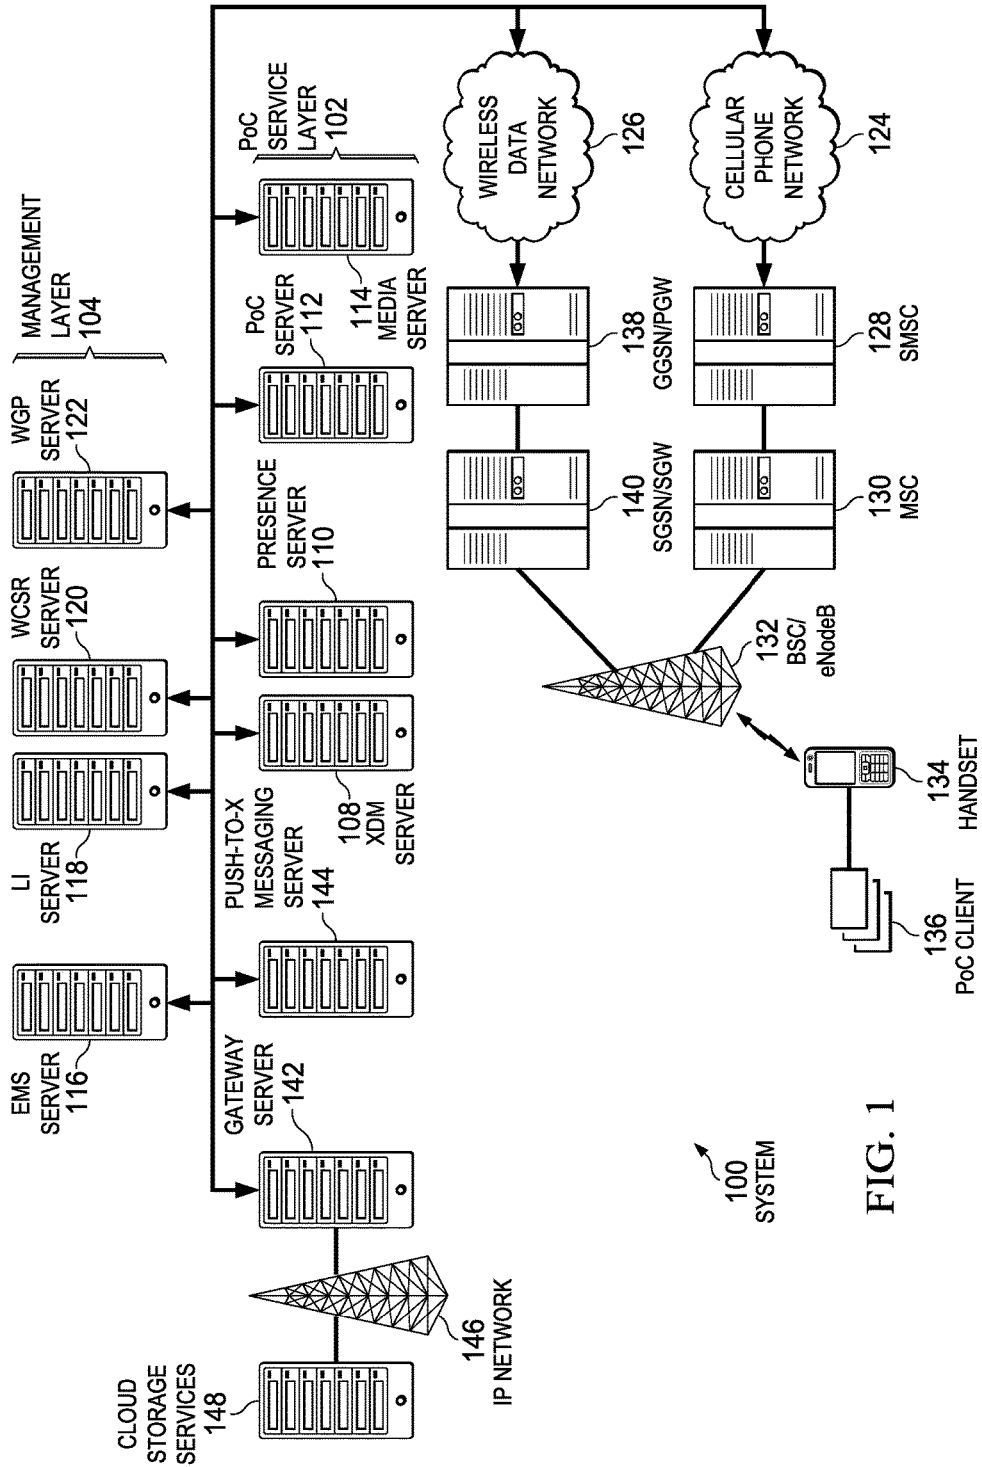 MANAGEMENT
LAYER
104
WGP
SERVER
122
WCSR
SERVER
120
LI
SERVER
118
EMS
SERVER
116
PoC
SERVICE
LAYER
102
114
MEDIA
SERVER
PoC
SERVER
112
PRESENCE
SERVER
110
108
XDM
SERVER
PUSH-TO-X
MESSAGING
SERVER
144
GATEWAY
SERVER
142
146
IP NETWORK
CLOUD
STORAGE
SERVICES
148
WIRELESS
DATA
NETWORK
126
138
GGSN/PGW
140
SGSN/SGW
CELLULAR
PHONE
NETWORK
124
128
SMSC
130
MSC
132
BSC/
eNodeB
134
HANDSET
136
PoC CLIENT
100
SYSTEM
FIG. 1